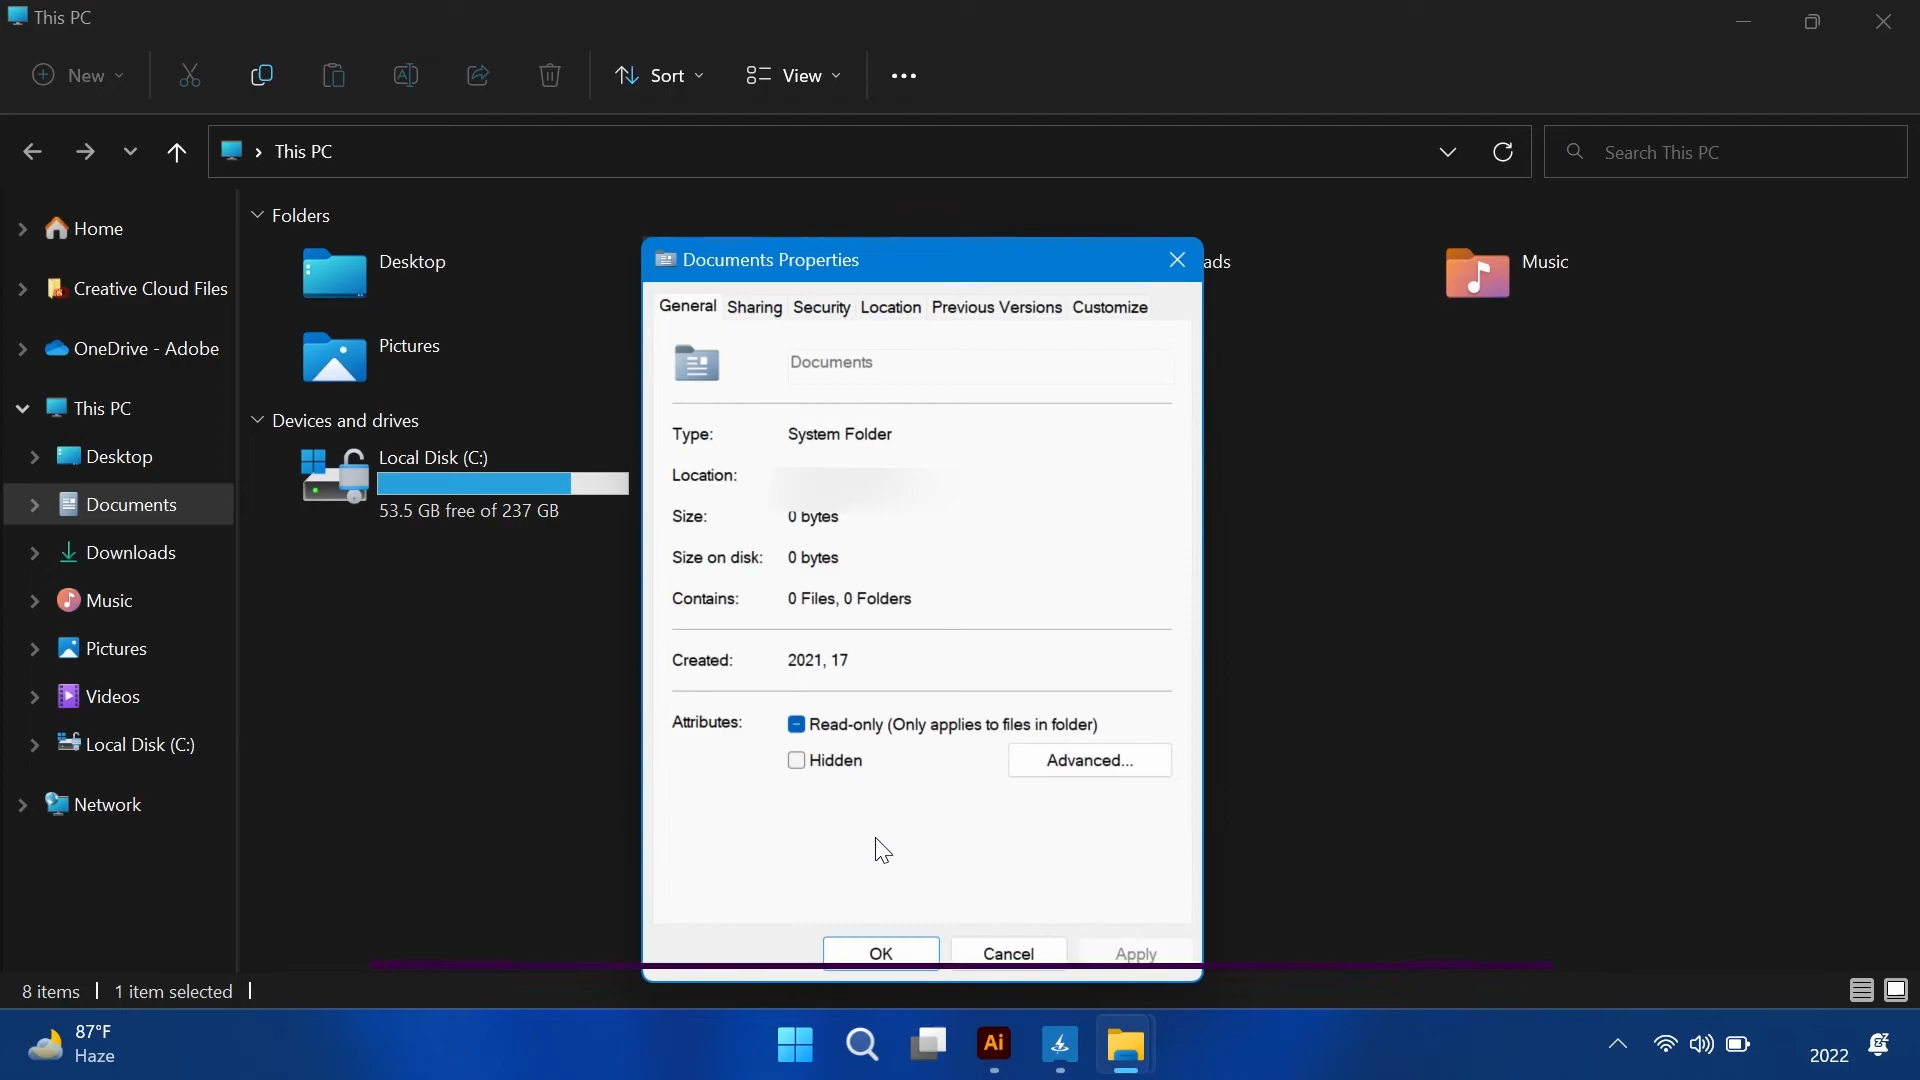 This PC
New
Sort
View
This PC
Search This PC
Home
Creative Cloud Files
OneDrive - Adobe
This PC
Desktop
Documents
Downloads
Music
Pictures
Videos
Local Disk (C:)
Network
Folders
Desktop
ads
Music
Pictures
Devices and drives
Local Disk (C:)
53.5 GB free of 237 GB
Documents Properties
General Sharing Security Location Previous Versions Customize
Documents
Type: System Folder
Location:
Size: 0 bytes
Size on disk: 0 bytes
Contains: 0 Files, 0 Folders
Created: 2021, 17
Attributes: Read-only (Only applies to files in folder)
Hidden Advanced...
OK Cancel Apply
8 items 1 item selected
87°F
Haze
Ai
2022